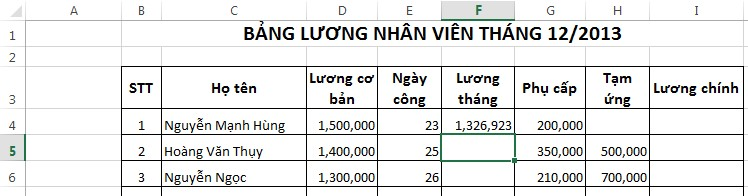 A B C D E F G H I
1 BẢNG LƯƠNG NHÂN VIÊN THÁNG 12/2013
2
3 STT Họ tên Lương cơ bản Ngày công Lương tháng Phụ cấp Tạm ứng Lương chính
4 1 Nguyễn Mạnh Hùng 1,500,000 23 1,326,923 200,000
5 2 Hoàng Văn Thụy 1,400,000 25 350,000 500,000
6 3 Nguyễn Ngọc 1,300,000 26 210,000 700,000